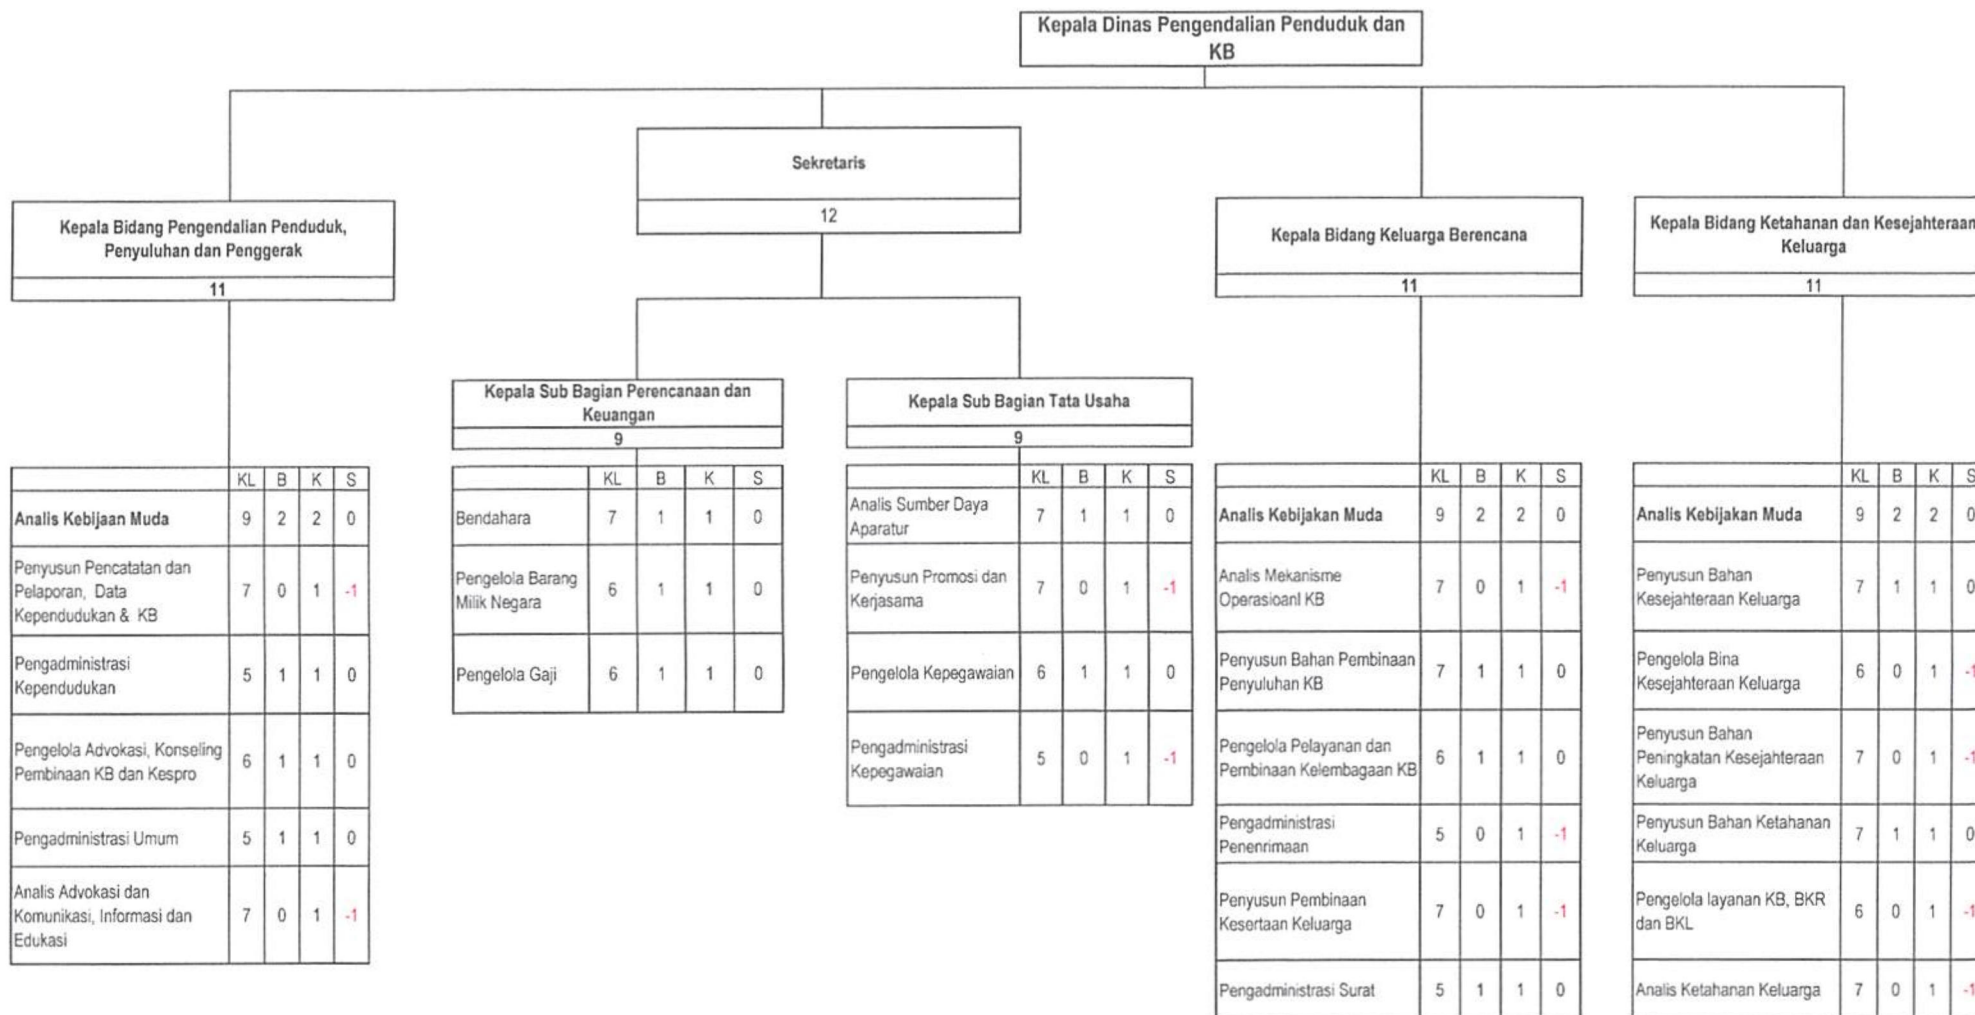 Kepala Dinas Pengendalian Penduduk dan
KB
Sekretaris
12
Kepala Bidang Pengendalian Penduduk,
Penyuluhan dan Penggerak
11
Kepala Bidang Keluarga Berencana
11
Kepala Bidang Ketahanan dan Kesejahteraan
Keluarga
11
Kepala Sub Bagian Perencanaan dan
Keuangan
9
Kepala Sub Bagian Tata Usaha
9
KL B K S
Analis Kebijaan Muda 9 2 2 0
Penyusun Pencatatan dan
Pelaporan, Data
Kependudukan & KB
7 0 1 -1
Pengadministrasi
Kependudukan
5 1 1 0
Pengelola Advokasi, Konseling
Pembinaan KB dan Kespro
6 1 1 0
Pengadministrasi Umum 5 1 1 0
Analis Advokasi dan
Komunikasi, Informasi dan
Edukasi
7 0 1 -1
KL B K S
Bendahara 7 1 1 0
Pengelola Barang
Milik Negara
6 1 1 0
Pengelola Gaji 6 1 1 0
KL B K S
Analis Sumber Daya
Aparatur
7 1 1 0
Penyusun Promosi dan
Kerjasama
7 0 1 -1
Pengelola Kepegawaian 6 1 1 0
Pengadministrasi
Kepegawaian
5 0 1 -1
KL B K S
Analis Kebijakan Muda 9 2 2 0
Analis Mekanisme
Operasioanl KB
7 0 1 -1
Penyusun Bahan Pembinaan
Penyuluhan KB
7 1 1 0
Pengelola Pelayanan dan
Pembinaan Kelembagaan KB
6 1 1 0
Pengadministrasi
Penenrimaan
5 0 1 -1
Penyusun Pembinaan
Kesertaan Keluarga
7 0 1 -1
Pengadministrasi Surat 5 1 1 0
KL B K S
Analis Kebijakan Muda 9 2 2 0
Penyusun Bahan
Kesejahteraan Keluarga
7 1 1 0
Pengelola Bina
Kesejahteraan Keluarga
6 0 1 -1
Penyusun Bahan
Peningkatan Kesejahteraan
Keluarga
7 0 1 -1
Penyusun Bahan Ketahanan
Keluarga
7 1 1 0
Pengelola layanan KB, BKR
dan BKL
6 0 1 -1
Analis Ketahanan Keluarga 7 0 1 -1